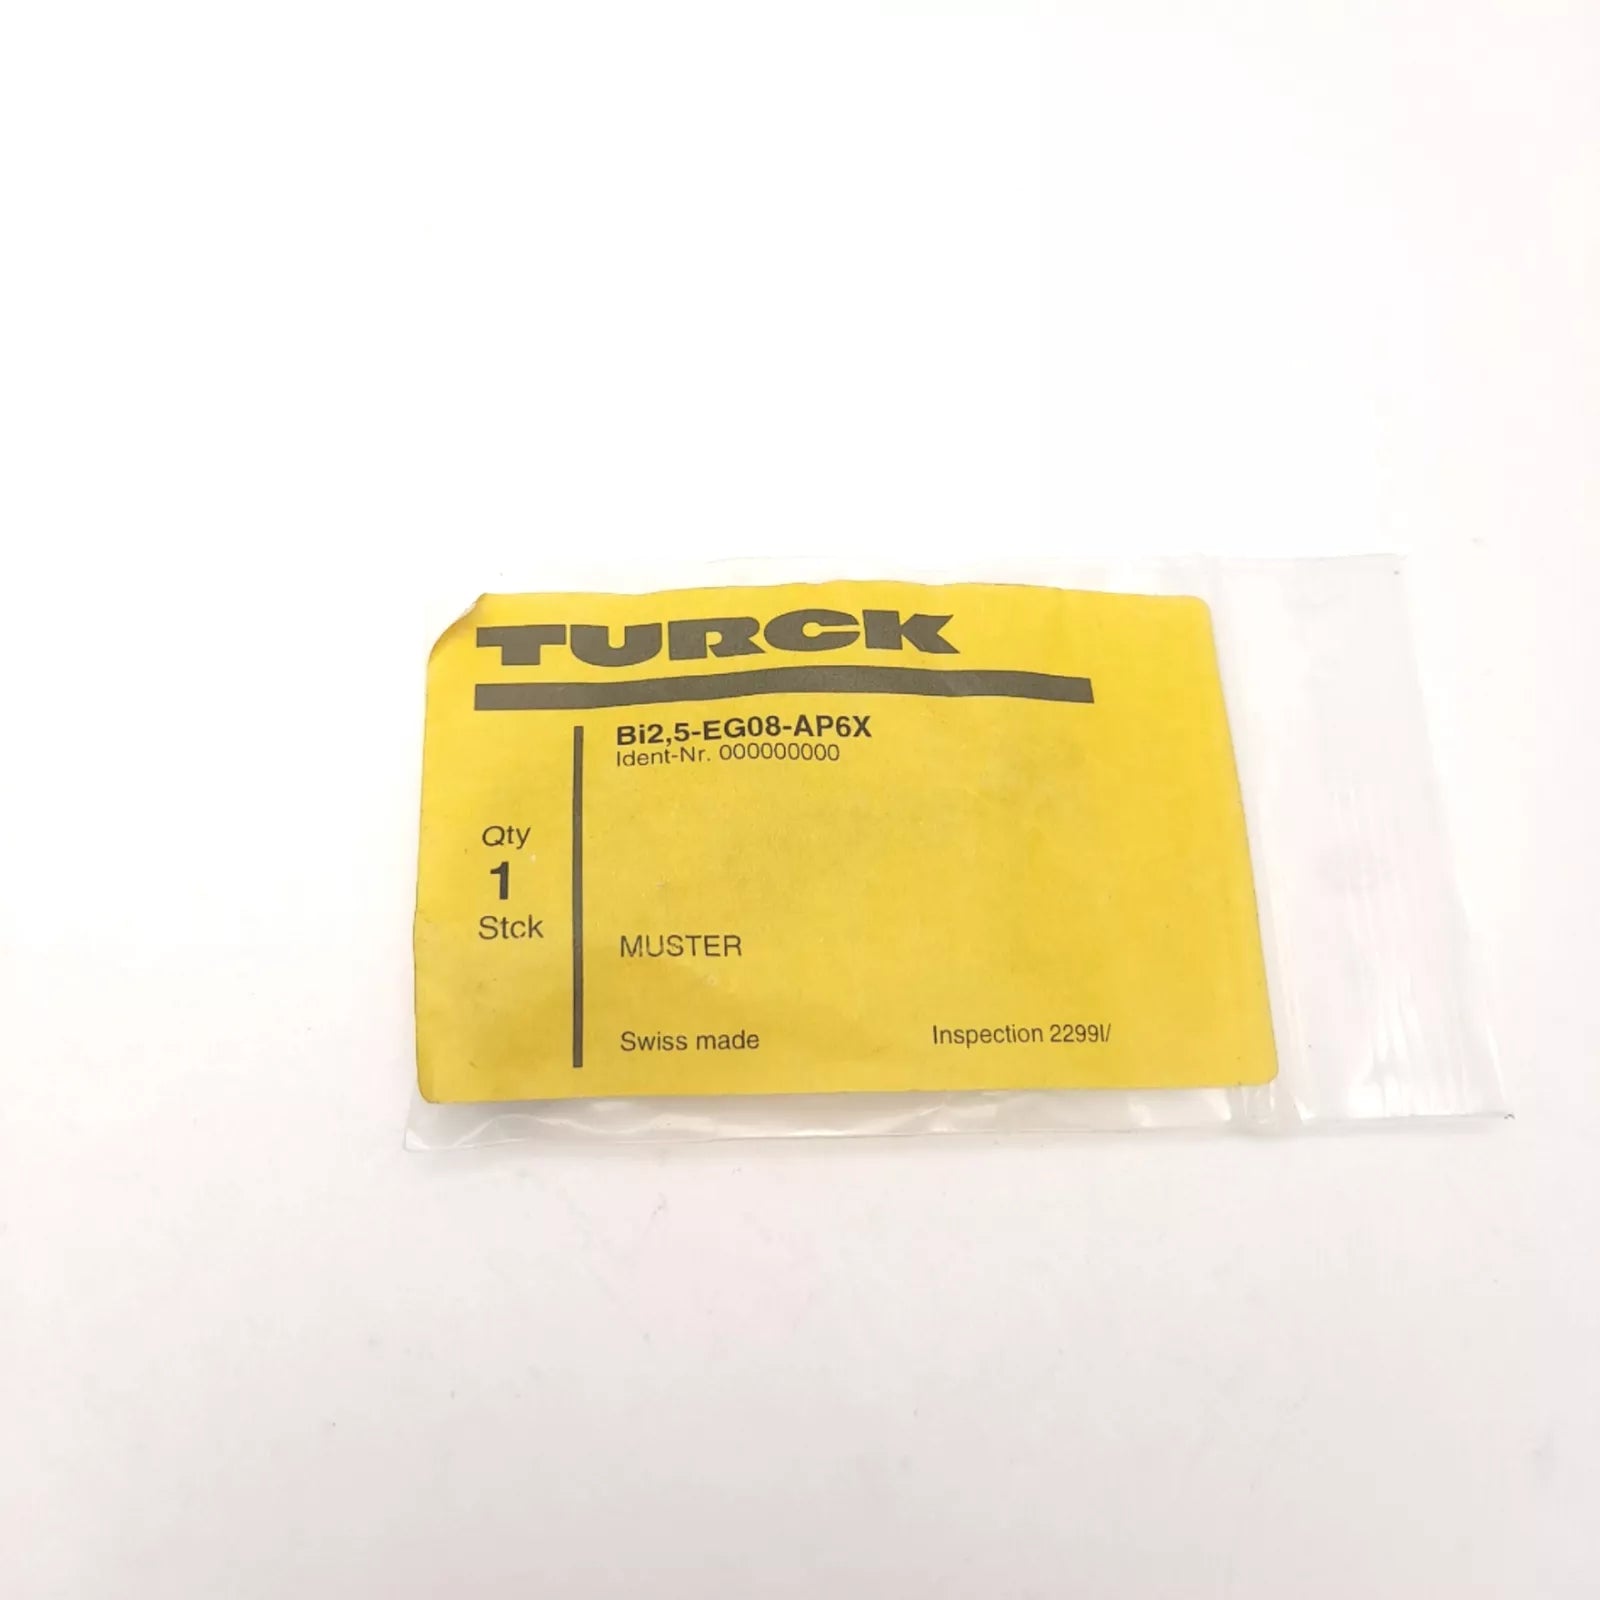 TURCK
Bi2,5-EG08-AP6X
Ident-Nr. 000000000
Qty
1
Stck
MUSTER
Swiss made
Inspection 2299I/